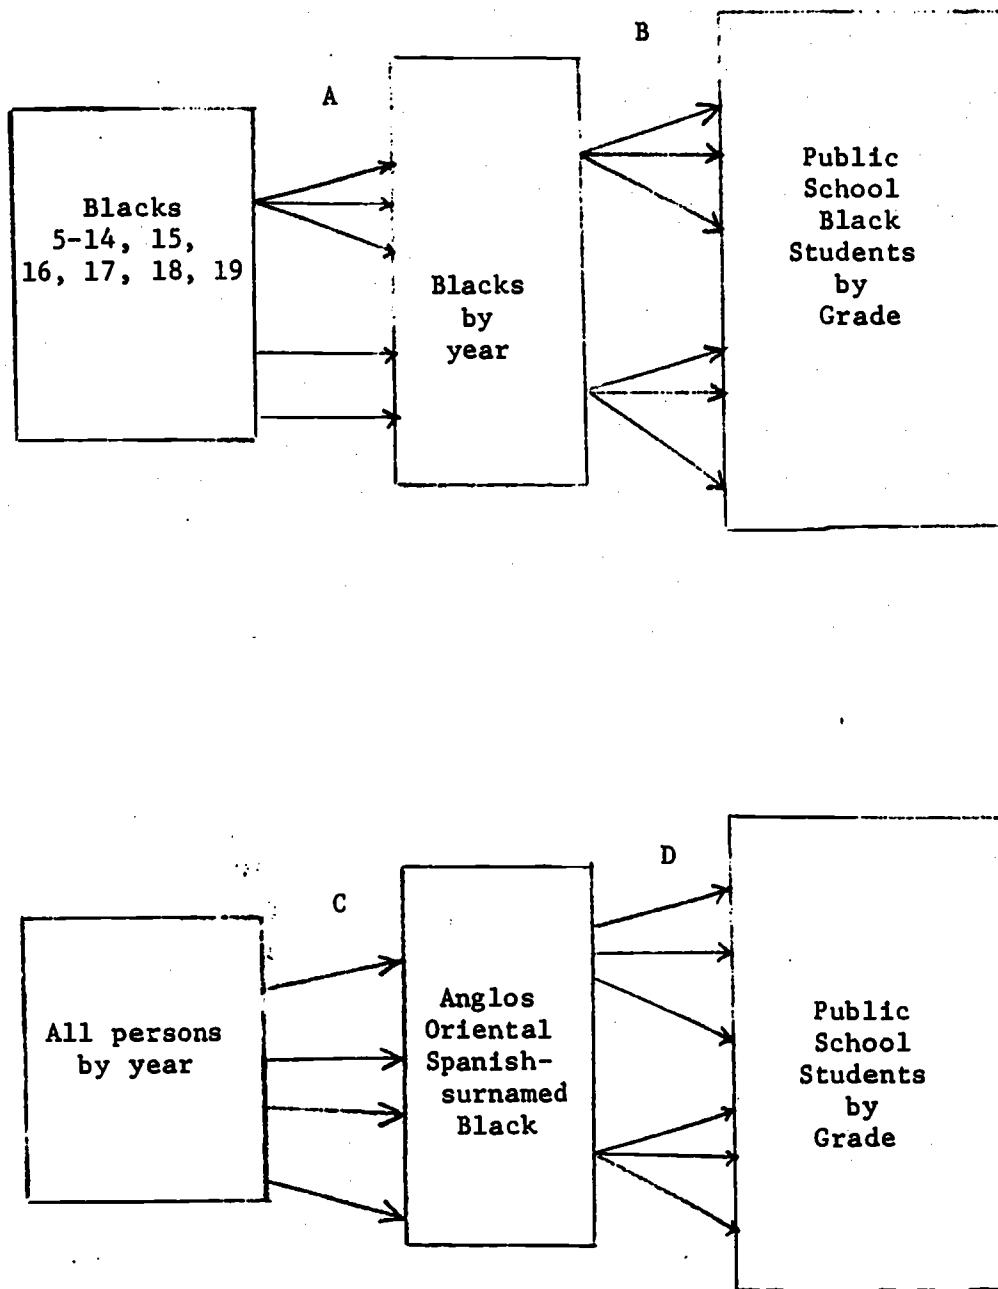 A
B
Blacks
5-14, 15,
16, 17, 18, 19
Blacks
by
year
Public
School
Black
Students
by
Grade
C
D
All persons
by year
Anglos
Oriental
Spanish-
surnamed
Black
Public
School
Students
by
Grade